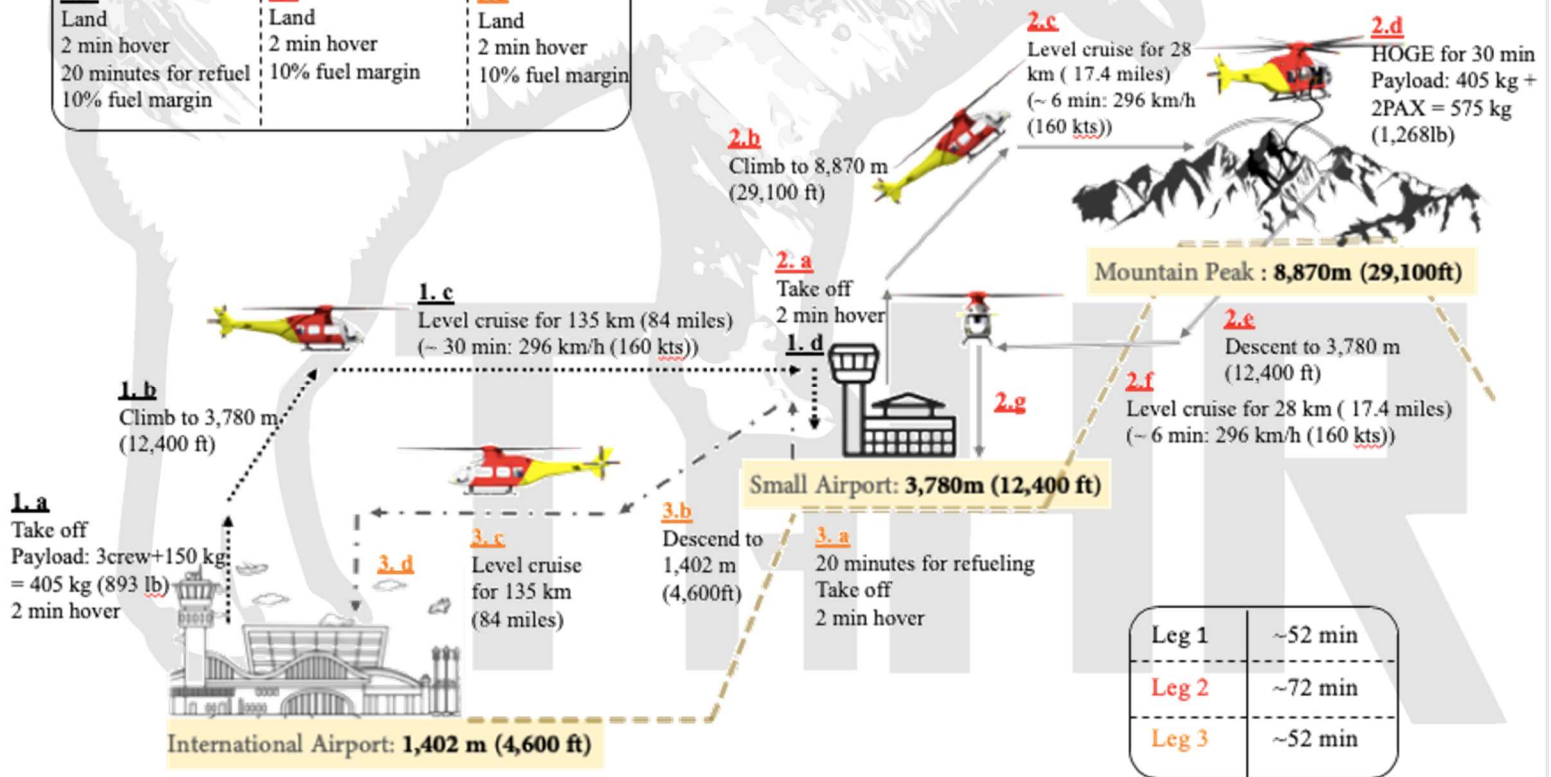 Land
2 min hover
20 minutes for refuel
10% fuel margin
Land
2 min hover
10% fuel margin
Land
2 min hover
10% fuel margin
2.c
Level cruise for 28
km ( 17.4 miles)
(~ 6 min: 296 km/h
(160 kts))
2.d
HOGE for 30 min
Payload: 405 kg +
2PAX = 575 kg
(1,268lb)
2.b
Climb to 8,870 m
(29,100 ft)
Mountain Peak : 8,870m (29,100ft)
2. a
Take off
2 min hover
1. c
Level cruise for 135 km (84 miles)
(~ 30 min: 296 km/h (160 kts))
1. d
2.e
Descent to 3,780 m
(12,400 ft)
1. b
Climb to 3,780 m
(12,400 ft)
2.f
Level cruise for 28 km ( 17.4 miles)
(~ 6 min: 296 km/h (160 kts))
2.g
Small Airport: 3,780m (12,400 ft)
1. a
Take off
Payload: 3crew+150 kg
= 405 kg (893 lb)
2 min hover
3. d
3. c
Level cruise
for 135 km
(84 miles)
3.b
Descend to
1,402 m
(4,600ft)
3. a
20 minutes for refueling
Take off
2 min hover
International Airport: 1,402 m (4,600 ft)
Leg 1 ~52 min
Leg 2 ~72 min
Leg 3 ~52 min